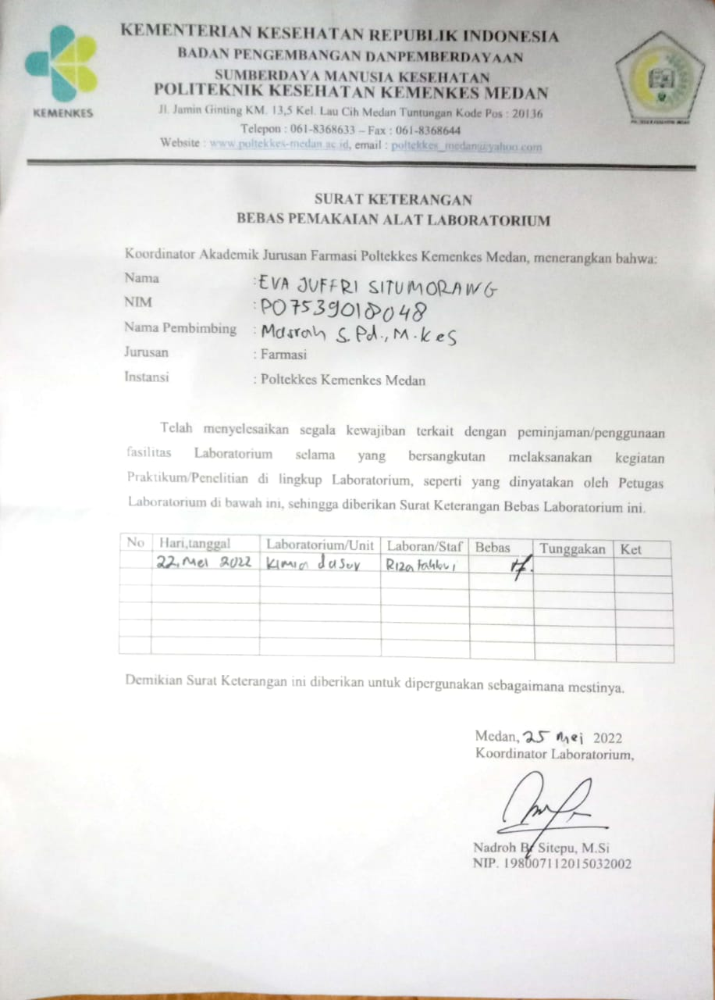 KEMENTERIAN KESEHATAN REPUBLIK INDONESIA
BADAN PENGEMBANGAN DANPEMBERDAYAAN
SUMBERDAYA MANUSIA KESEHATAN
POLITEKNIK KESEHATAN KEMENKES MEDAN
Jl. Jamin Ginting KM. 13,5 Kel. Lau Cih Medan Tuntungan Kode Pos : 20136
Telepon : 061-8368633 – Fax : 061-8368644
Website : www.poltekkes-medan.ac.id, email : poltekkes_medan@yahoo.com
KEMENKES
SURAT KETERANGAN
BEBAS PEMAKAIAN ALAT LABORATORIUM
Koordinator Akademik Jurusan Farmasi Poltekkes Kemenkes Medan, menerangkan bahwa:
Nama : EVA JUFFRI SITUMORANG
NIM : P07539018048
Nama Pembimbing : Masrah S.Pd., M.Kes
Jurusan : Farmasi
Instansi : Poltekkes Kemenkes Medan
Telah menyelesaikan segala kewajiban terkait dengan peminjaman/penggunaan
fasilitas Laboratorium selama yang bersangkutan melaksanakan kegiatan
Praktikum/Penelitian di lingkup Laboratorium, seperti yang dinyatakan oleh Petugas
Laboratorium di bawah ini, sehingga diberikan Surat Keterangan Bebas Laboratorium ini.
No Hari,tanggal Laboratorium/Unit Laboran/Staf Bebas Tunggakan Ket
22, Mei 2022 Kimia dasar Riza
Demikian Surat Keterangan ini diberikan untuk dipergunakan sebagaimana mestinya.
Medan, 25 Mei 2022
Koordinator Laboratorium,
Nadroh Br Sitepu, M.Si
NIP. 198007112015032002